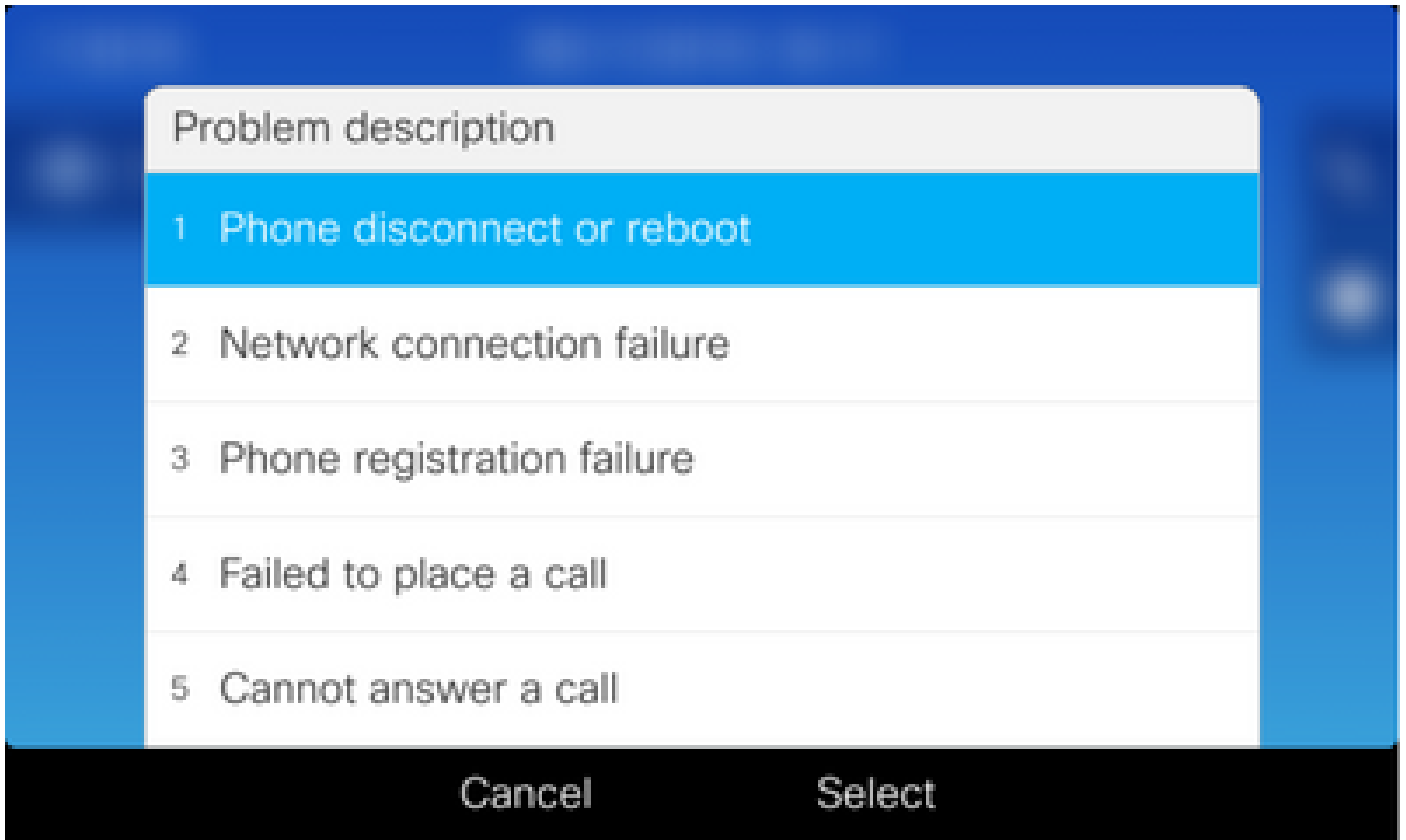 Problem description
1 Phone disconnect or reboot
2 Network connection failure
3 Phone registration failure
4 Failed to place a call
5 Cannot answer a call
Cancel Select